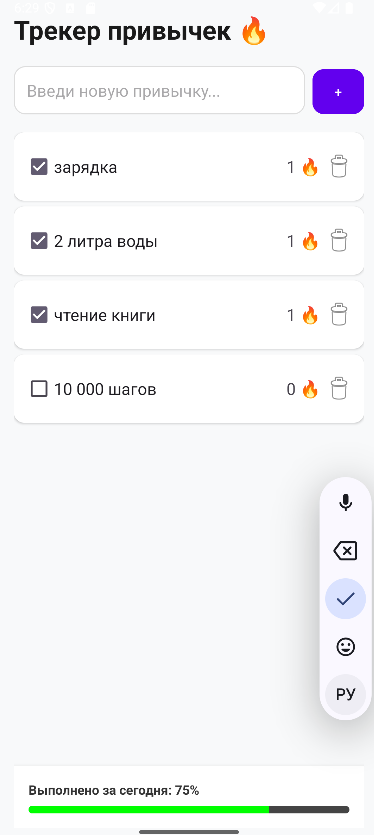 Трекер привычек 🔥
Введи новую привычку...
+
зарядка 1 🔥
2 литра воды 1 🔥
чтение книги 1 🔥
10 000 шагов 0 🔥
РУ
Выполнено за сегодня: 75%